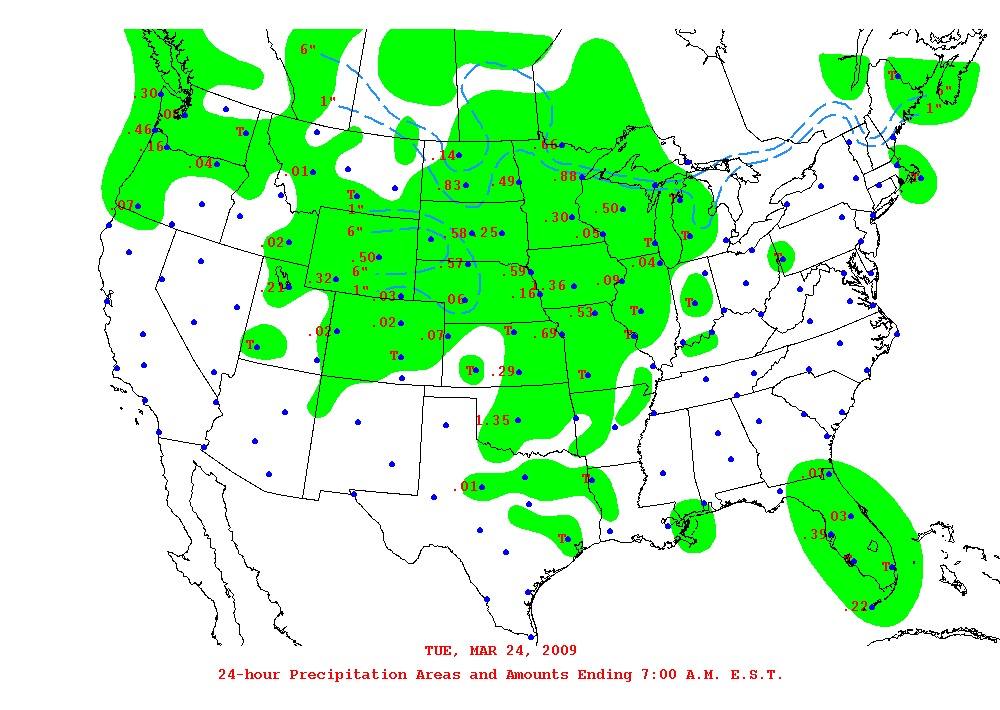 6"
T
.30
6"
1"
1"
.05
.46
T
.16
.66
.14
.04
.01
.88
T
.83
.49
T
T
.07
1"
.30
.50
6"
.58
.25
.05
T
.02
T
.50
T
.57
.04
6"
.59
.32
.09
.21
1.36
1"
.03
.16
.06
T
.53
T
.02
.02
.07
T
.69
T
T
T
T
.29
T
1.35
.01
T
.07
.03
.39
T
T
T
.22
TUE, MAR 24, 2009
24-hour Precipitation Areas and Amounts Ending 7:00 A.M. E.S.T.